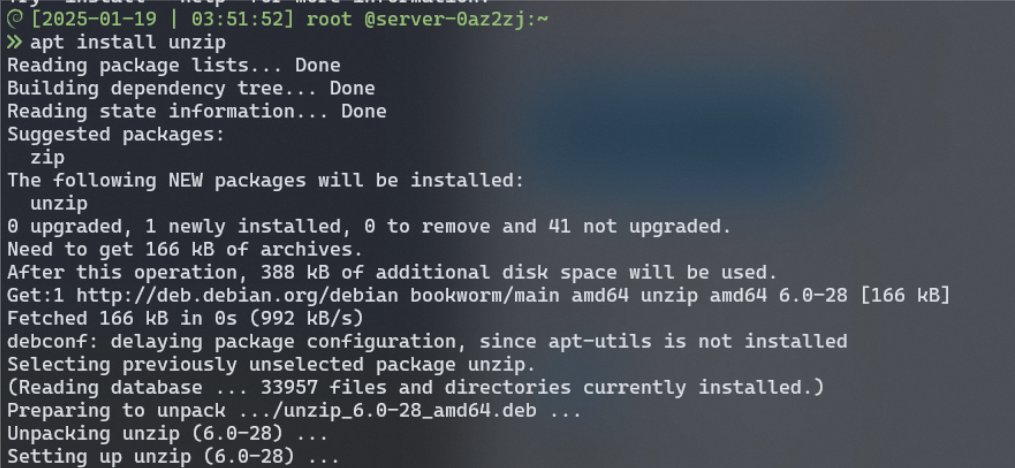 [2025-01-19 | 03:51:52] root @server-0az2zj:~
» apt install unzip
Reading package lists... Done
Building dependency tree... Done
Reading state information... Done
Suggested packages:
  zip
The following NEW packages will be installed:
  unzip
0 upgraded, 1 newly installed, 0 to remove and 41 not upgraded.
Need to get 166 kB of archives.
After this operation, 388 kB of additional disk space will be used.
Get:1 http://deb.debian.org/debian bookworm/main amd64 unzip amd64 6.0-28 [166 kB]
Fetched 166 kB in 0s (992 kB/s)
debconf: delaying package configuration, since apt-utils is not installed
Selecting previously unselected package unzip.
(Reading database ... 33957 files and directories currently installed.)
Preparing to unpack .../unzip_6.0-28_amd64.deb ...
Unpacking unzip (6.0-28) ...
Setting up unzip (6.0-28) ...